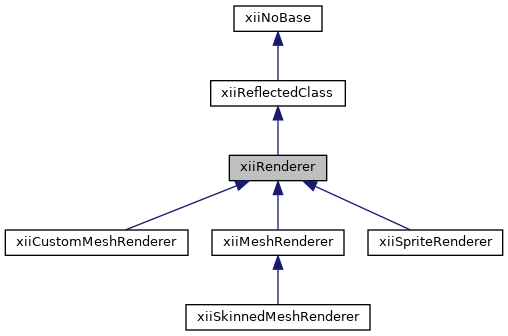 xiiNoBase
xiiReflectedClass
xiiRenderer
xiiCustomMeshRenderer
xiiMeshRenderer
xiiSpriteRenderer
xiiSkinnedMeshRenderer